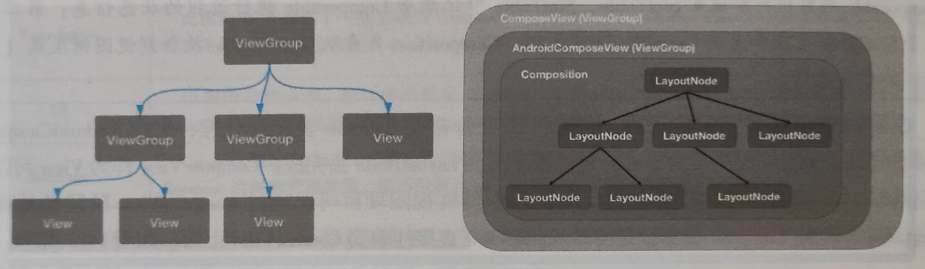 ViewGroup
ViewGroup
ViewGroup
View
View
View
View
ComposeView (ViewGroup)
AndroidComposeView (ViewGroup)
Composition
LayoutNode
LayoutNode
LayoutNode
LayoutNode
LayoutNode
LayoutNode
LayoutNode